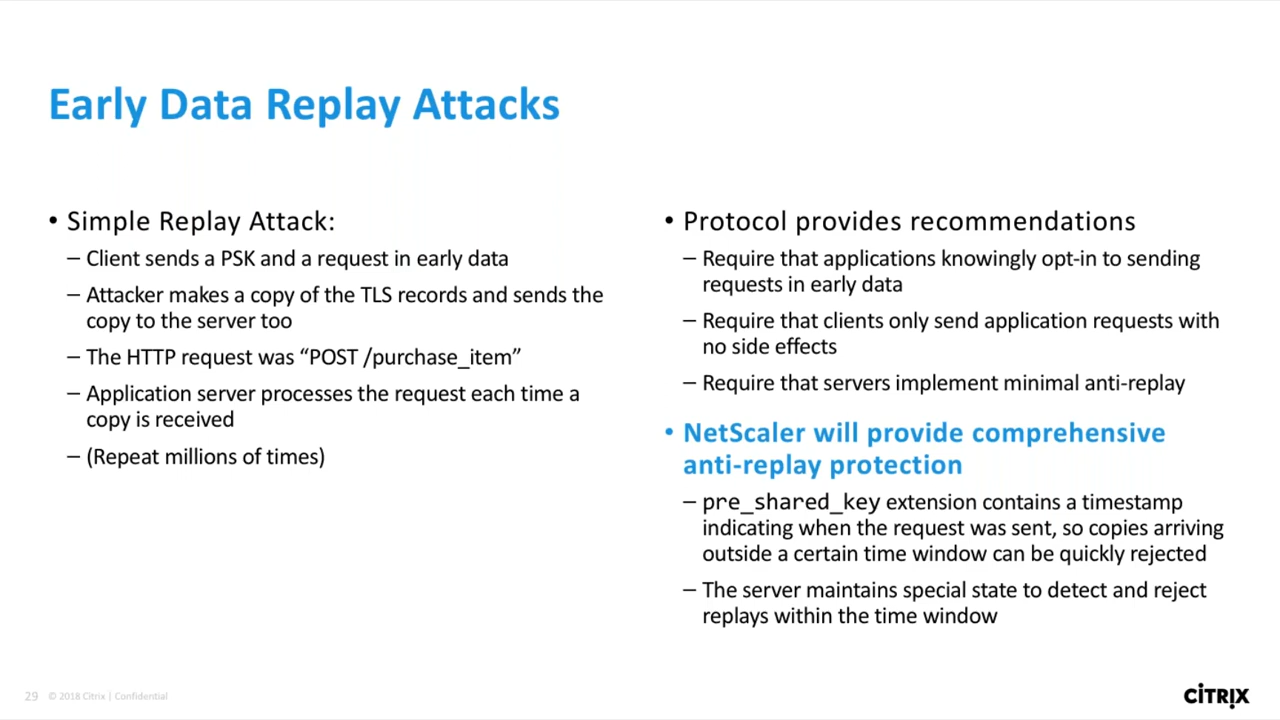 Early Data Replay Attacks
• Simple Replay Attack:
– Client sends a PSK and a request in early data
– Attacker makes a copy of the TLS records and sends the
copy to the server too
– The HTTP request was “POST /purchase_item”
– Application server processes the request each time a
copy is received
– (Repeat millions of times)
• Protocol provides recommendations
– Require that applications knowingly opt-in to sending
requests in early data
– Require that clients only send application requests with
no side effects
– Require that servers implement minimal anti-replay
• NetScaler will provide comprehensive
anti-replay protection
– pre_shared_key extension contains a timestamp
indicating when the request was sent, so copies arriving
outside a certain time window can be quickly rejected
– The server maintains special state to detect and reject
replays within the time window
29 © 2018 Citrix | Confidential
CITRIX